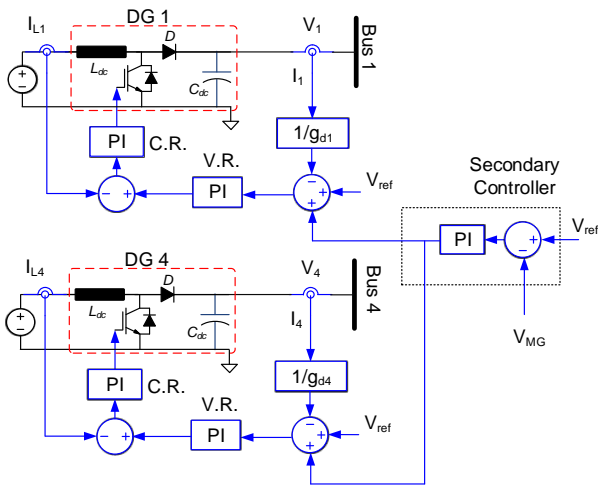 DG 1
I_L1
D
V_1
L_dc
C_dc
I_1
Bus 1
PI
C.R.
1/g_d1
V.R.
PI
V_ref
Secondary
Controller
PI
V_ref
V_MG
DG 4
I_L4
D
V_4
L_dc
C_dc
I_4
Bus 4
PI
C.R.
1/g_d4
V.R.
PI
V_ref